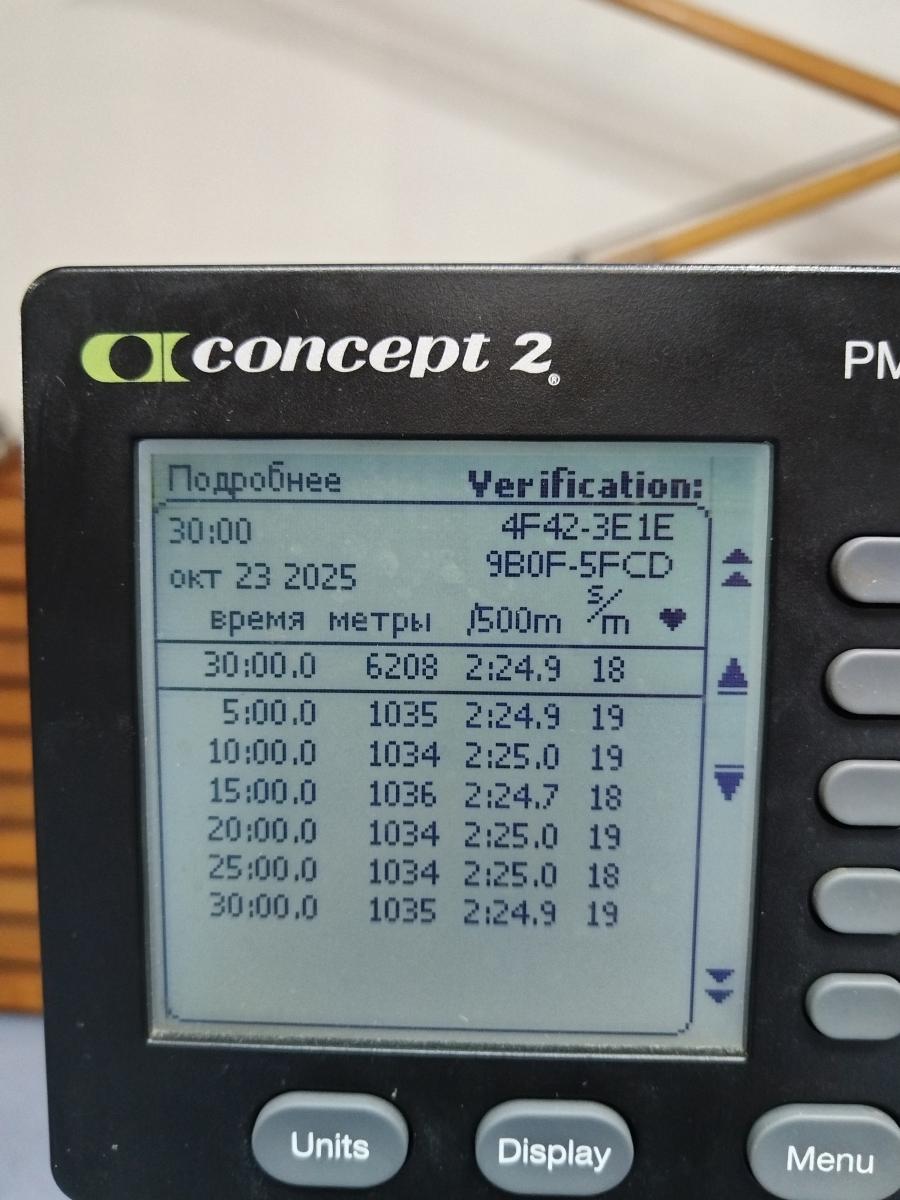 concept 2®
PM
Подробнее Verification:
30:00 4F42-3E1E
9B0F-5FCD
окт 23 2025
время метры /500m s/m ♥
30:00.0 6208 2:24.9 18
5:00.0 1035 2:24.9 19
10:00.0 1034 2:25.0 19
15:00.0 1036 2:24.7 18
20:00.0 1034 2:25.0 19
25:00.0 1034 2:25.0 18
30:00.0 1035 2:24.9 19
Units Display Menu